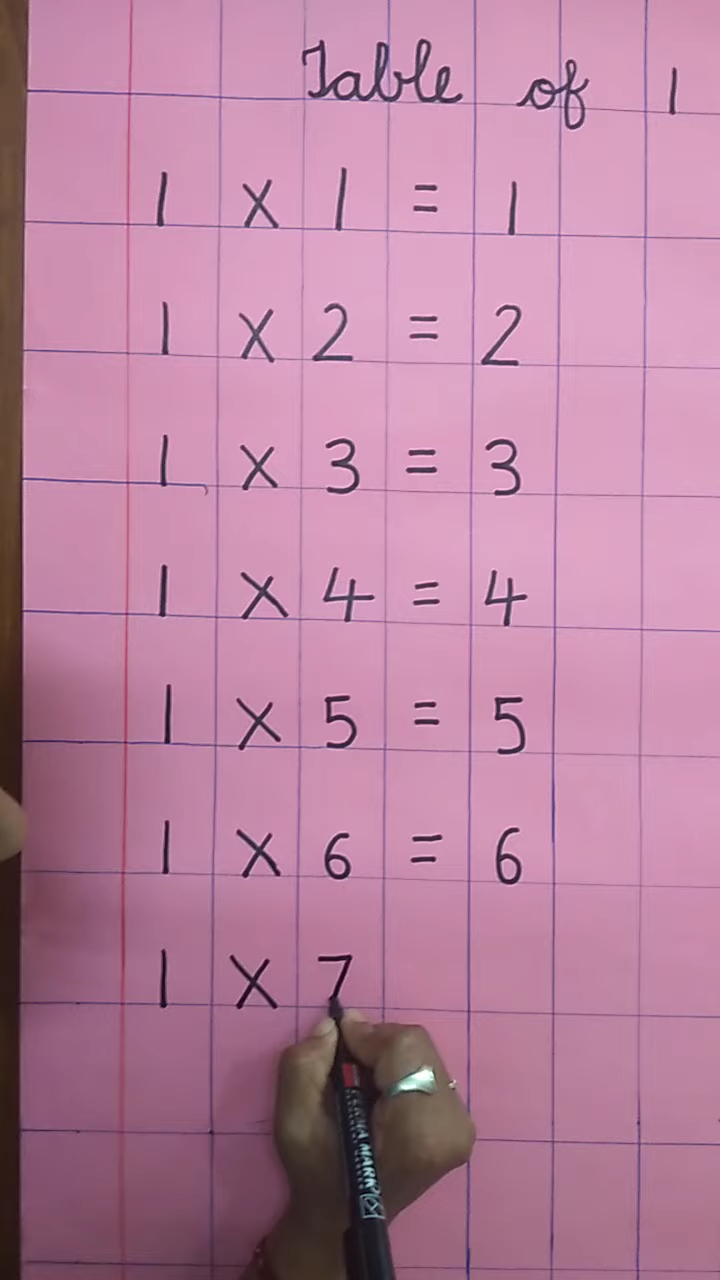 Table of 1
1 x 1 = 1
1 x 2 = 2
1 x 3 = 3
1 x 4 = 4
1 x 5 = 5
1 x 6 = 6
1 x 7